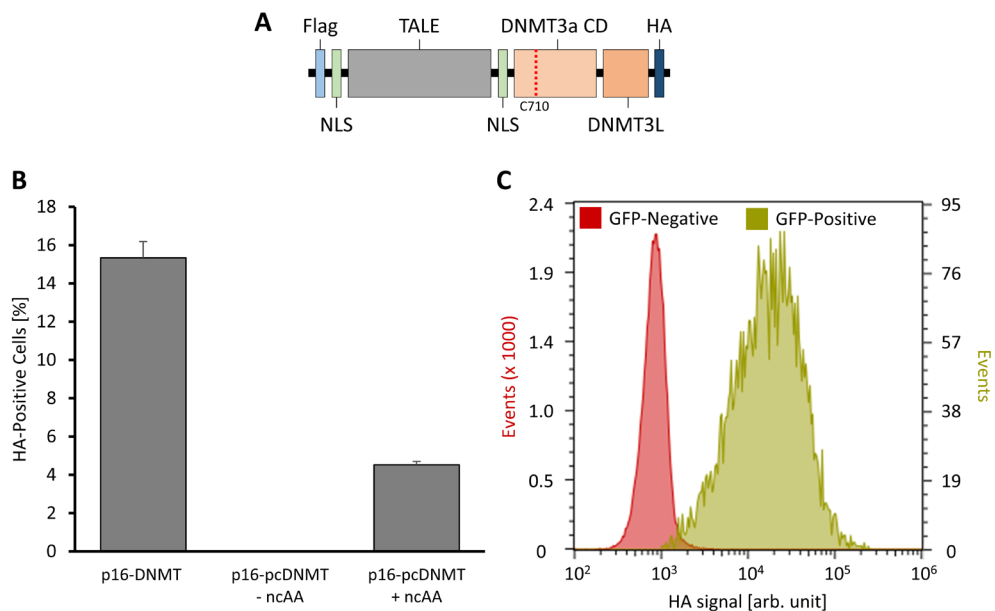 A
Flag
TALE
DNMT3a CD
HA
C710
NLS
NLS
DNMT3L
B
HA-Positive Cells [%]
18
16
14
12
10
8
6
4
2
0
p16-DNMT
p16-pcDNMT
- ncAA
p16-pcDNMT
+ ncAA
C
GFP-Negative
GFP-Positive
Events (x 1000)
2.4
1.9
1.4
1.0
0.5
0
95
76
57
38
19
0
Events
10²
10³
10⁴
10⁵
10⁶
HA signal [arb. unit]